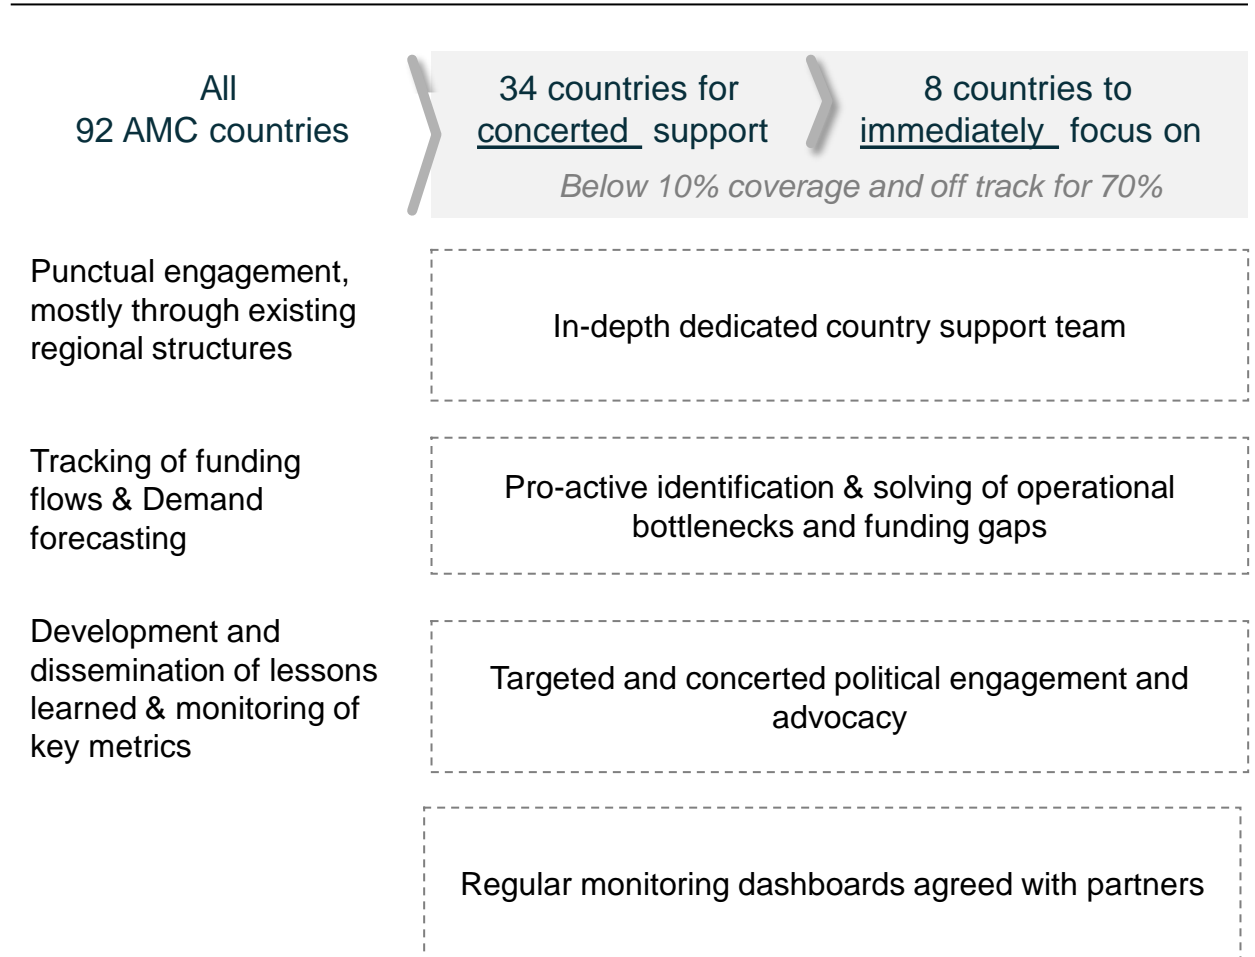 All
92 AMC countries
34 countries for
concerted support
8 countries to
immediately focus on
Below 10% coverage and off track for 70%
Punctual engagement,
mostly through existing
regional structures
In-depth dedicated country support team
Tracking of funding
flows & Demand
forecasting
Pro-active identification & solving of operational
bottlenecks and funding gaps
Development and
dissemination of lessons
learned & monitoring of
key metrics
Targeted and concerted political engagement and
advocacy
Regular monitoring dashboards agreed with partners